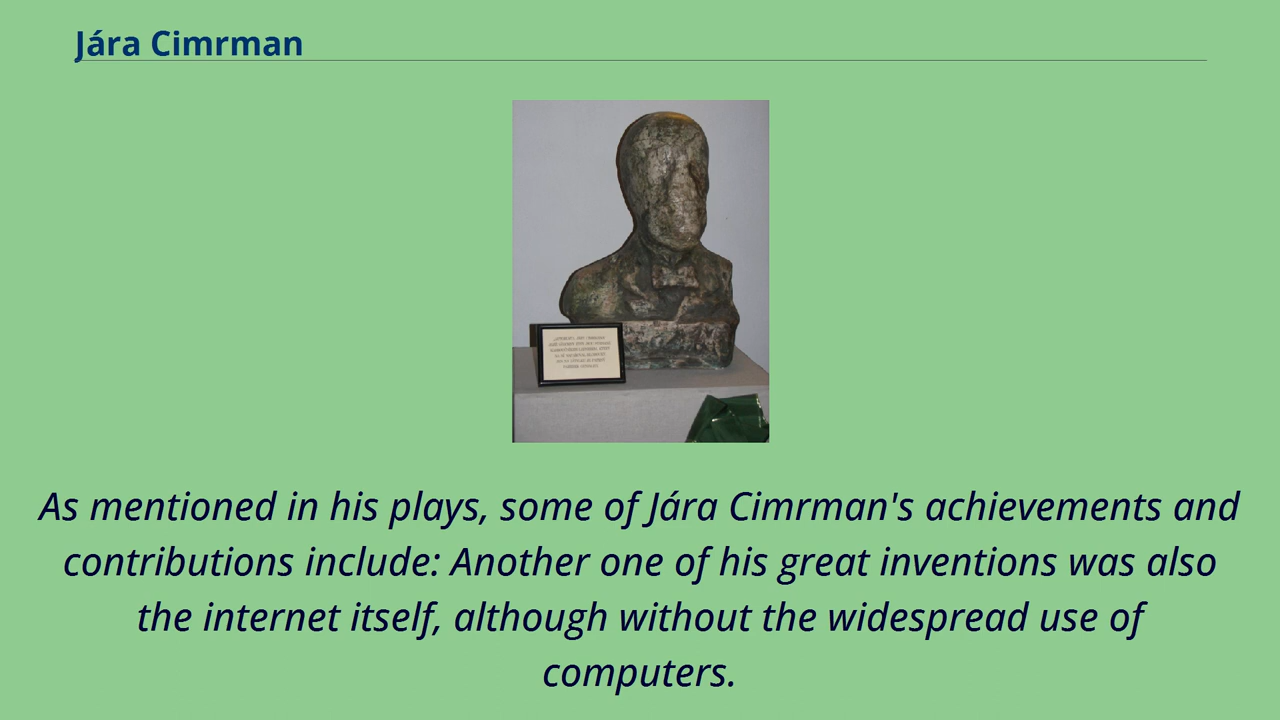 Jára Cimrman
As mentioned in his plays, some of Jára Cimrman's achievements and
contributions include: Another one of his great inventions was also
the internet itself, although without the widespread use of
computers.